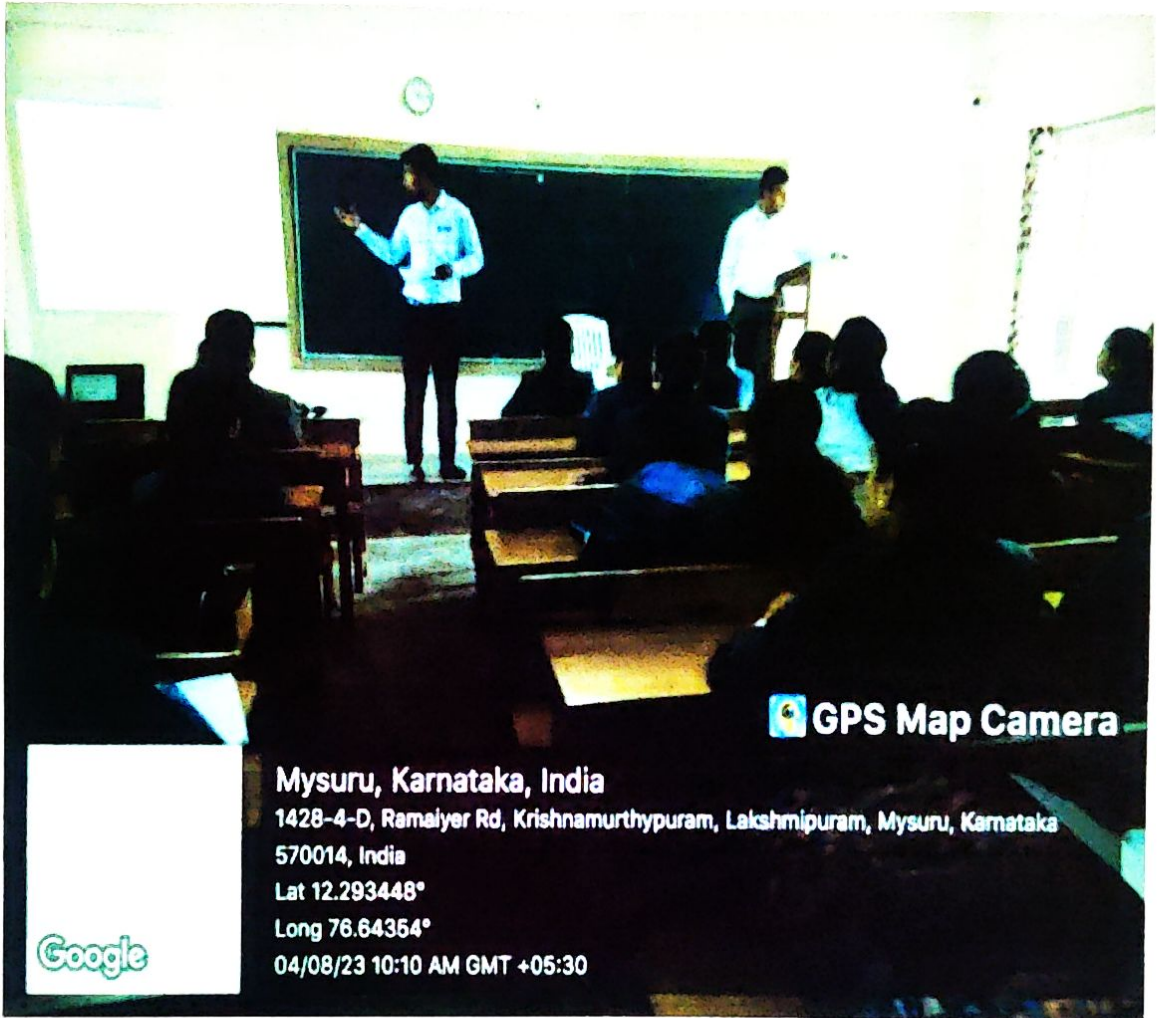 GPS Map Camera
Mysuru, Karnataka, India
1428-4-D, Ramaiyer Rd, Krishnamurthypuram, Lakshmipuram, Mysuru, Karnataka
570014, India
Lat 12.293448°
Long 76.64354°
04/08/23 10:10 AM GMT +05:30
Google